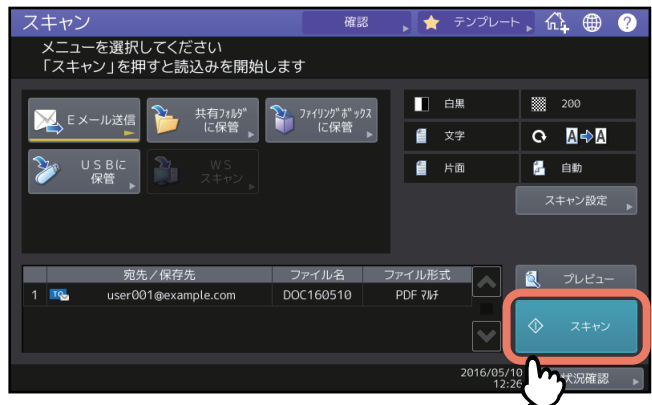 スキャン
確認
テンプレート
?
メニューを選択してください
「スキャン」を押すと読込みを開始します
Eメール送信
共有ﾌｫﾙﾀﾞ
に保管
ﾌｧｲﾘﾝｸﾞﾎﾞｯｸｽ
に保管
USBに
保管
WS
スキャン
白黒
200
文字
A A
片面
自動
スキャン設定
宛先／保存先
ファイル名
ファイル形式
1
TO
user001@example.com
DOC160510
PDF ﾏﾙﾁ
プレビュー
スキャン
2016/05/10
12:26
状況確認